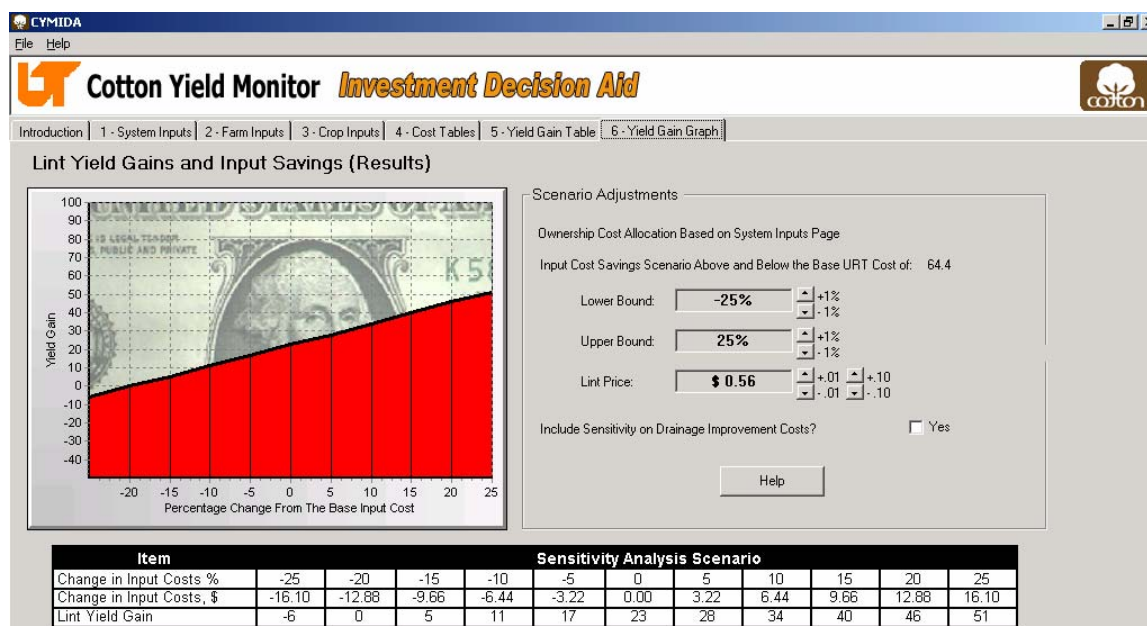 CYMIDA
File Help
UT Cotton Yield Monitor Investment Decision Aid
cotton
Introduction 1 - System Inputs 2 - Farm Inputs 3 - Crop Inputs 4 - Cost Tables 5 - Yield Gain Table 6 - Yield Gain Graph
Lint Yield Gains and Input Savings (Results)
100
90
80
70
60
50
40
30
20
10
0
-10
-20
-30
-40
Yield Gain
-20 -15 -10 -5 0 5 10 15 20 25
Percentage Change From The Base Input Cost
LEGAL TENDER
PUBLIC AND PRIVATE
K 5
Scenario Adjustments
Ownership Cost Allocation Based on System Inputs Page
Input Cost Savings Scenario Above and Below the Base URT Cost of: 64.4
Lower Bound: -25% +1%
-1%
Upper Bound: 25% +1%
-1%
Lint Price: $ 0.56 +.01 +.10
-.01 -.10
Include Sensitivity on Drainage Improvement Costs? Yes
Help
Item Sensitivity Analysis Scenario
Change in Input Costs % -25 -20 -15 -10 -5 0 5 10 15 20 25
Change in Input Costs, $ -16.10 -12.88 -9.66 -6.44 -3.22 0.00 3.22 6.44 9.66 12.88 16.10
Lint Yield Gain -6 0 5 11 17 23 28 34 40 46 51